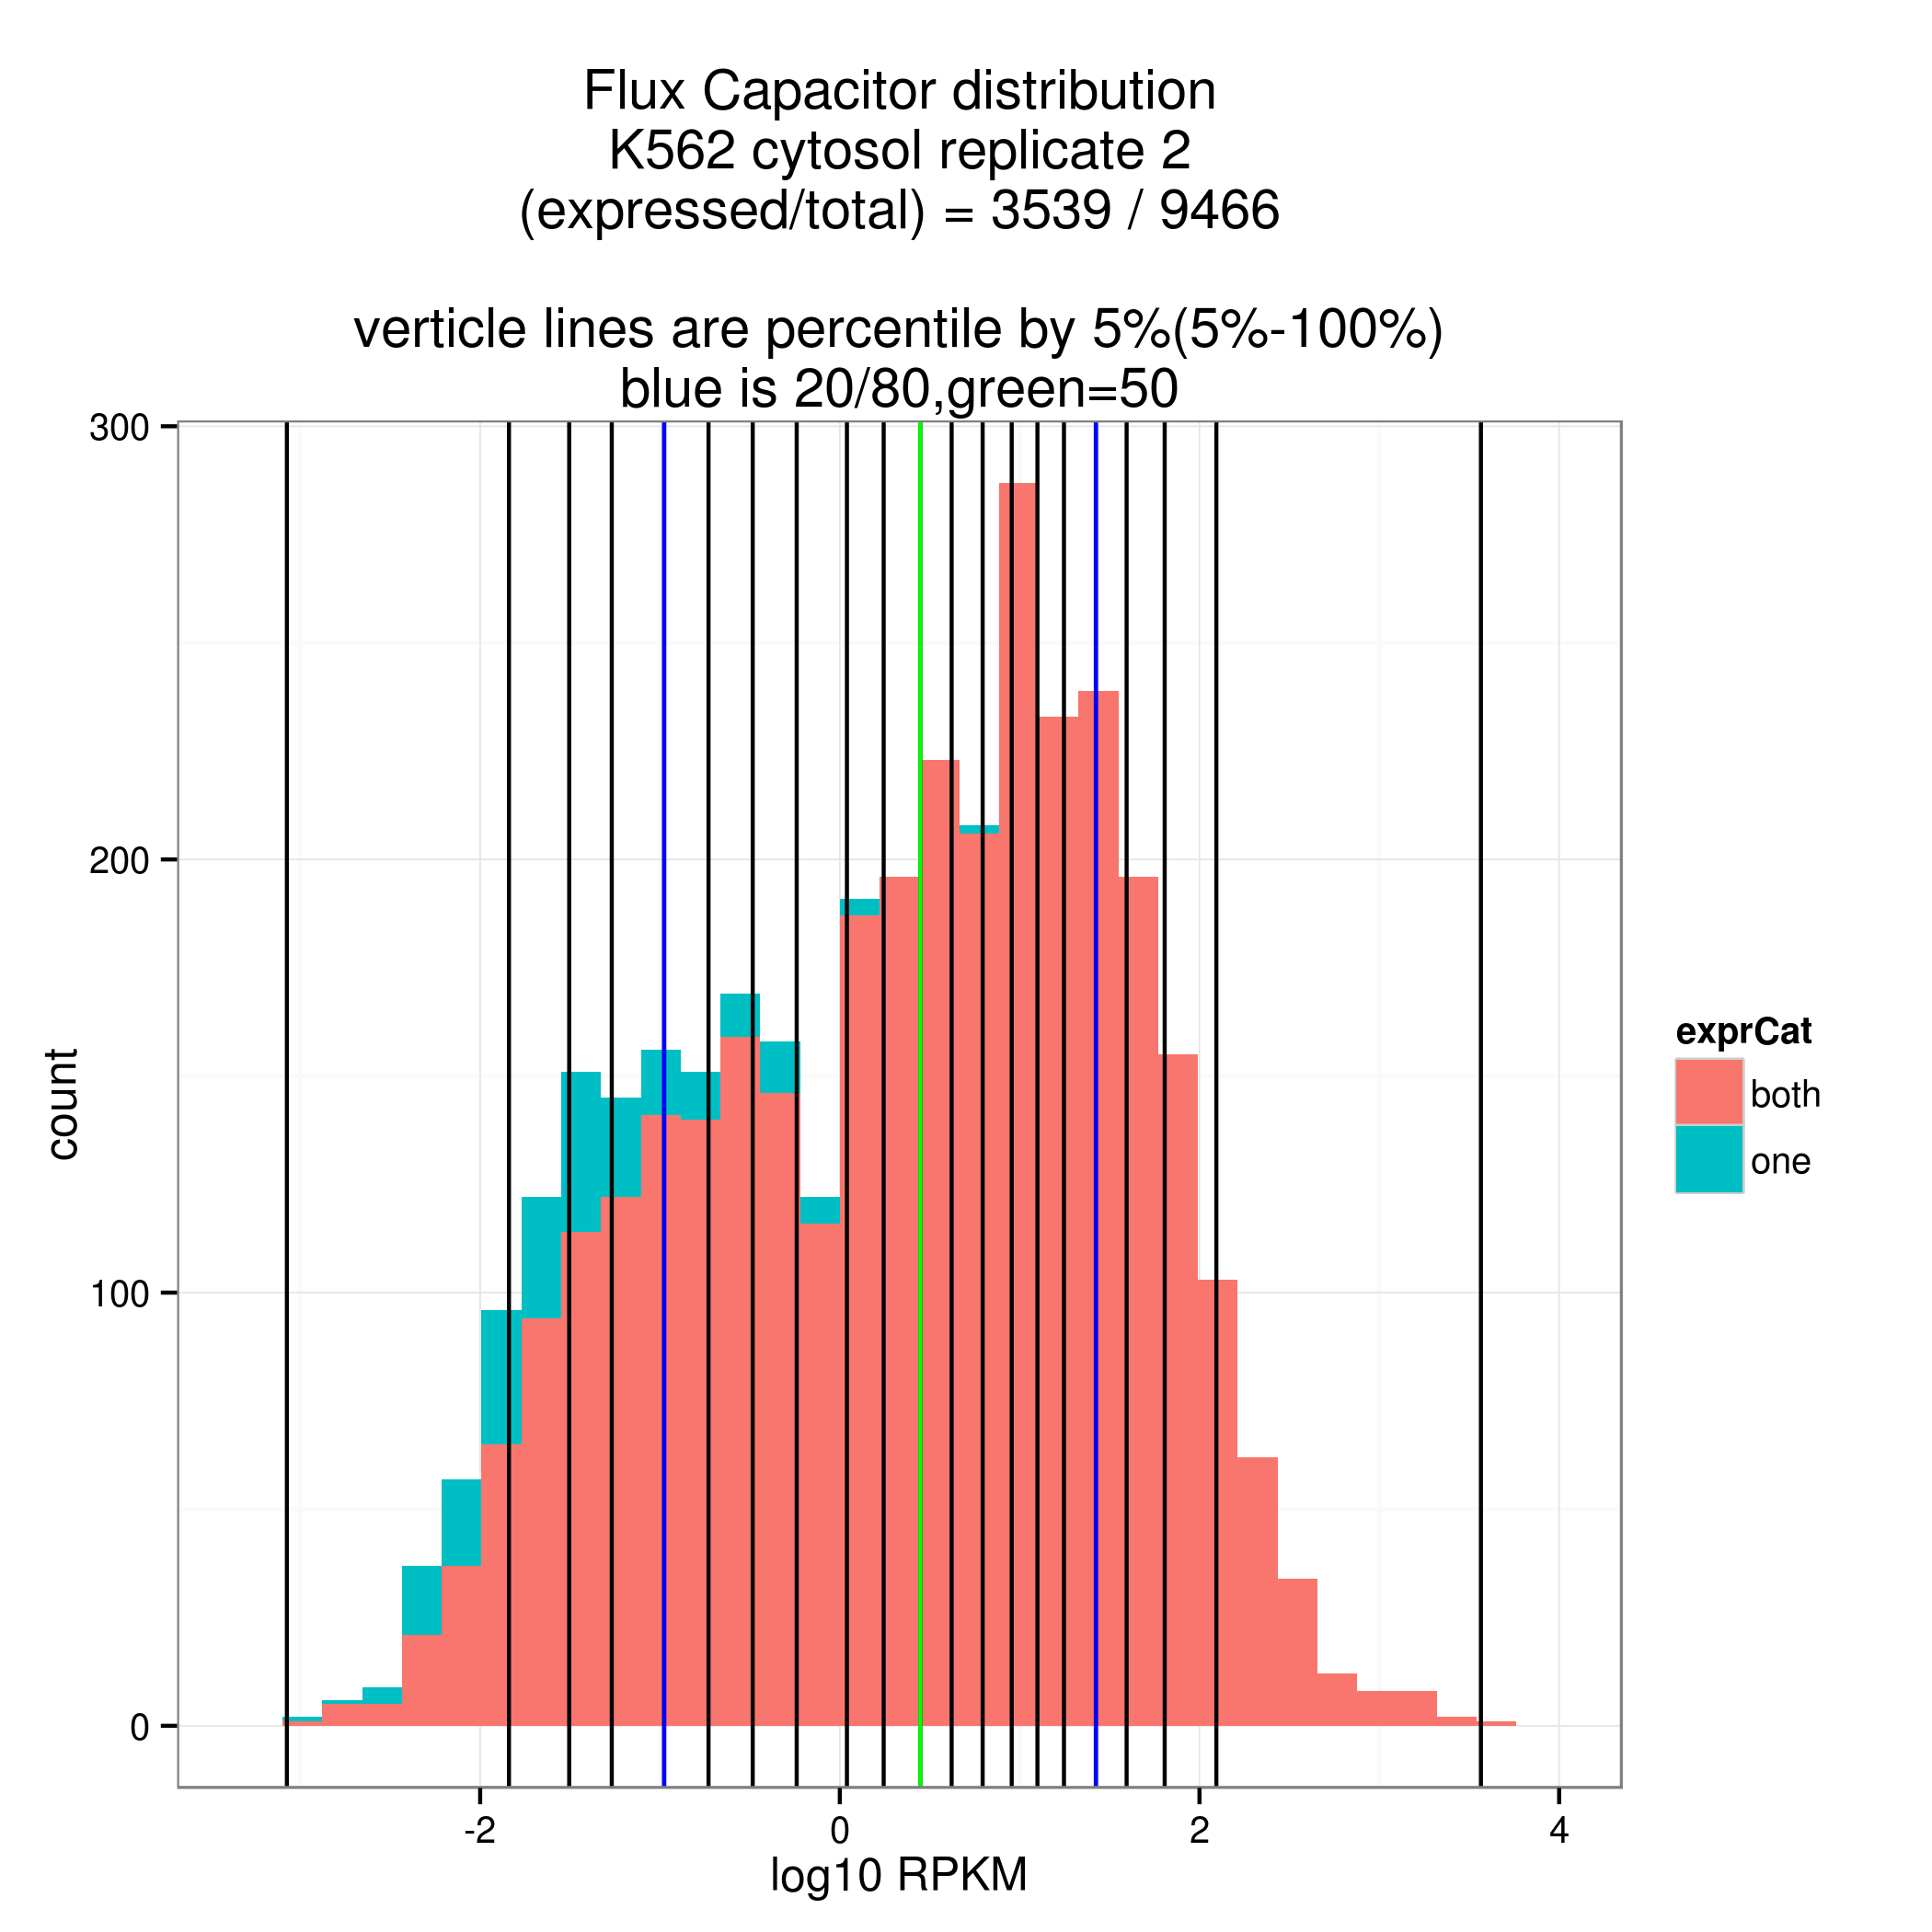 Flux Capacitor distribution
K562 cytosol replicate 2
(expressed/total) = 3539 / 9466
verticle lines are percentile by 5%(5%-100%)
blue is 20/80,green=50
300
200
100
0
count
-2
0
2
4
log10 RPKM
exprCat
both
one